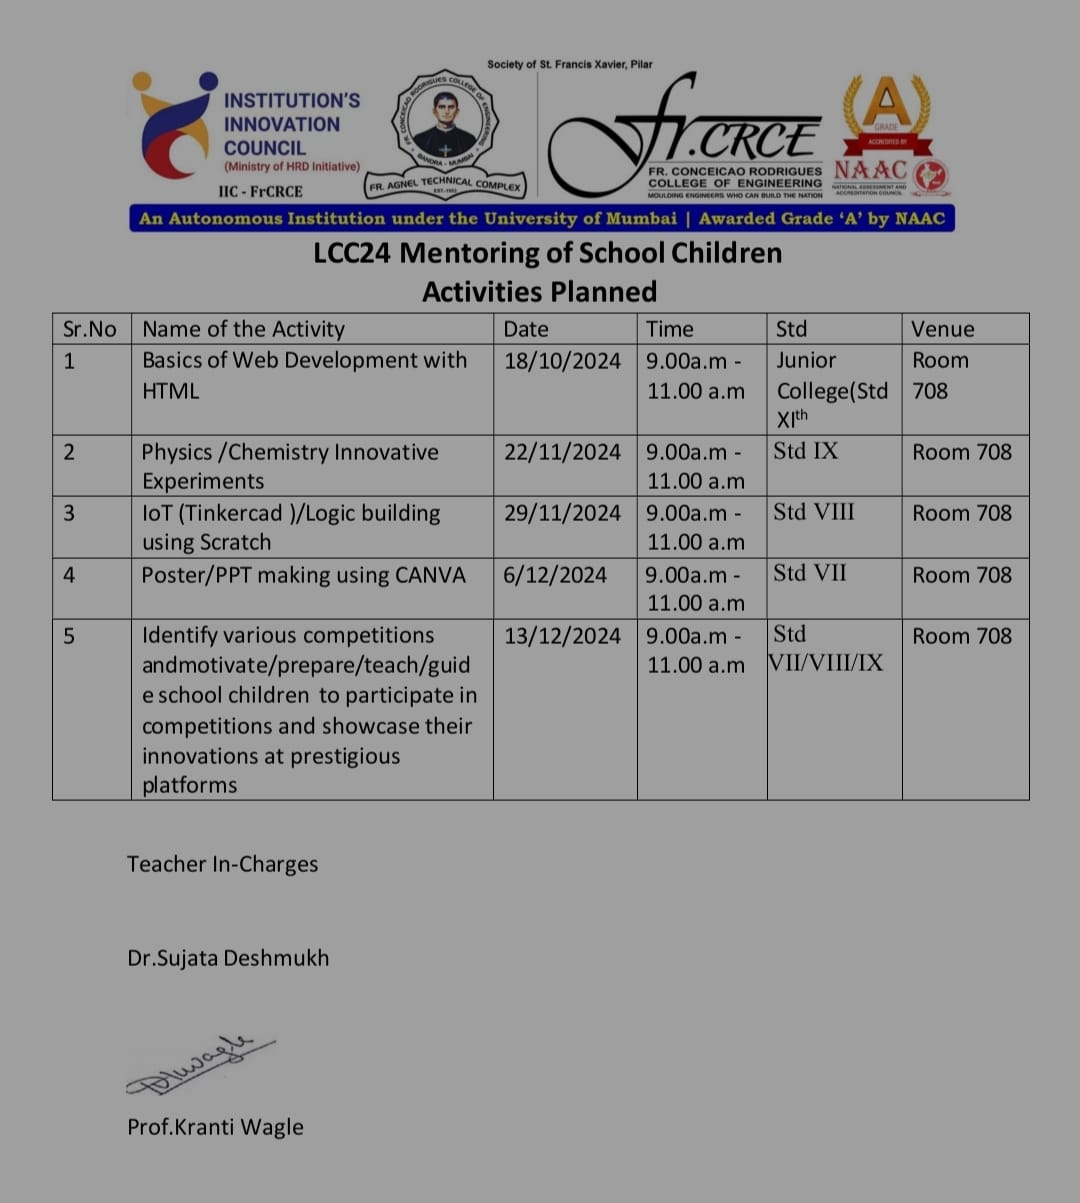 Society of St. Francis Xavier, Pilar
INSTITUTION'S
INNOVATION
COUNCIL
(Ministry of HRD Initiative)
IIC - FrCRCE
FR. CONCEICAO RODRIGUES COLLEGE OF ENGINEERING
BANDRA - MUMBAI
FR. AGNEL TECHNICAL COMPLEX
Fr.CRCE
FR. CONCEICAO RODRIGUES
COLLEGE OF ENGINEERING
MOULDING ENGINEERS WHO CAN BUILD THE NATION
A
GRADE
ACCREDITED BY
NAAC
NATIONAL ASSESSMENT AND
ACCREDITATION COUNCIL
An Autonomous Institution under the University of Mumbai | Awarded Grade 'A' by NAAC
LCC24 Mentoring of School Children
Activities Planned
Sr.No Name of the Activity Date Time Std Venue
1 Basics of Web Development with 18/10/2024 9.00a.m - Junior Room
HTML 11.00 a.m College(Std 708
XIth
2 Physics /Chemistry Innovative 22/11/2024 9.00a.m - Std IX Room 708
Experiments 11.00 a.m
3 IoT (Tinkercad )/Logic building 29/11/2024 9.00a.m - Std VIII Room 708
using Scratch 11.00 a.m
4 Poster/PPT making using CANVA 6/12/2024 9.00a.m - Std VII Room 708
11.00 a.m
5 Identify various competitions 13/12/2024 9.00a.m - Std Room 708
andmotivate/prepare/teach/guid 11.00 a.m VII/VIII/IX
e school children to participate in
competitions and showcase their
innovations at prestigious
platforms
Teacher In-Charges
Dr.Sujata Deshmukh
Prof.Kranti Wagle